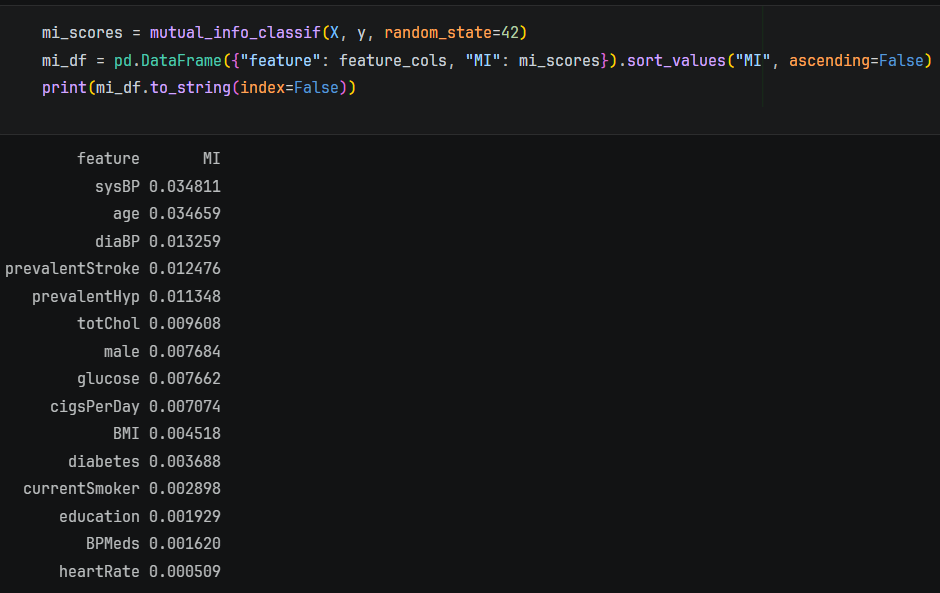 mi_scores = mutual_info_classif(X, y, random_state=42)
mi_df = pd.DataFrame({"feature": feature_cols, "MI": mi_scores}).sort_values("MI", ascending=False)
print(mi_df.to_string(index=False))
feature MI
sysBP 0.034811
age 0.034659
diaBP 0.013259
prevalentStroke 0.012476
prevalentHyp 0.011348
totChol 0.009608
male 0.007684
glucose 0.007662
cigsPerDay 0.007074
BMI 0.004518
diabetes 0.003688
currentSmoker 0.002898
education 0.001929
BPMeds 0.001620
heartRate 0.000509